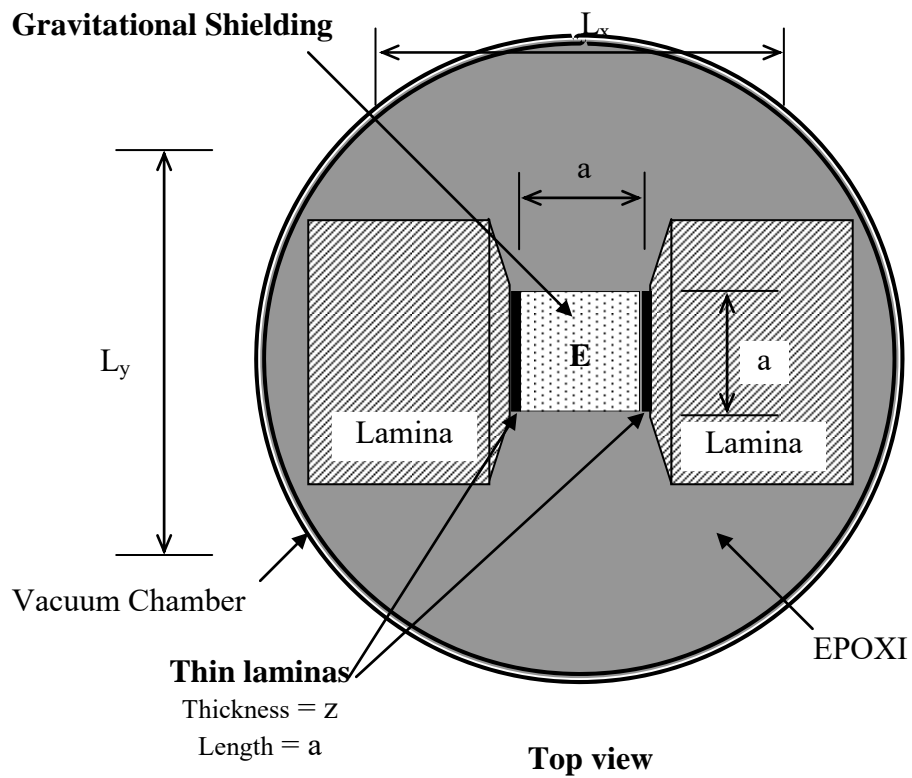 Gravitational Shielding
Lx
a
E
a
Ly
Lamina
Lamina
Vacuum Chamber
EPOXI
Thin laminas
Thickness = z
Length = a
Top view